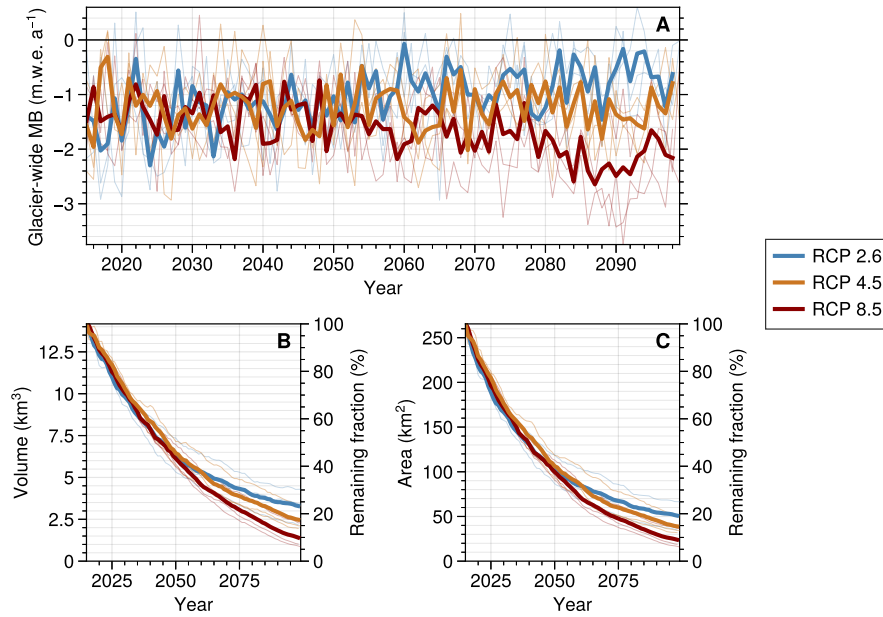 A
Glacier-wide MB (m.w.e. a⁻¹)
0
−1
−2
−3
2020 2030 2040 2050 2060 2070 2080 2090
Year
RCP 2.6
RCP 4.5
RCP 8.5
B
Volume (km³)
12.5
10
7.5
5
2.5
0
100
80
60
40
20
0
Remaining fraction (%)
2025 2050 2075
Year
C
Area (km²)
250
200
150
100
50
0
100
80
60
40
20
0
Remaining fraction (%)
2025 2050 2075
Year